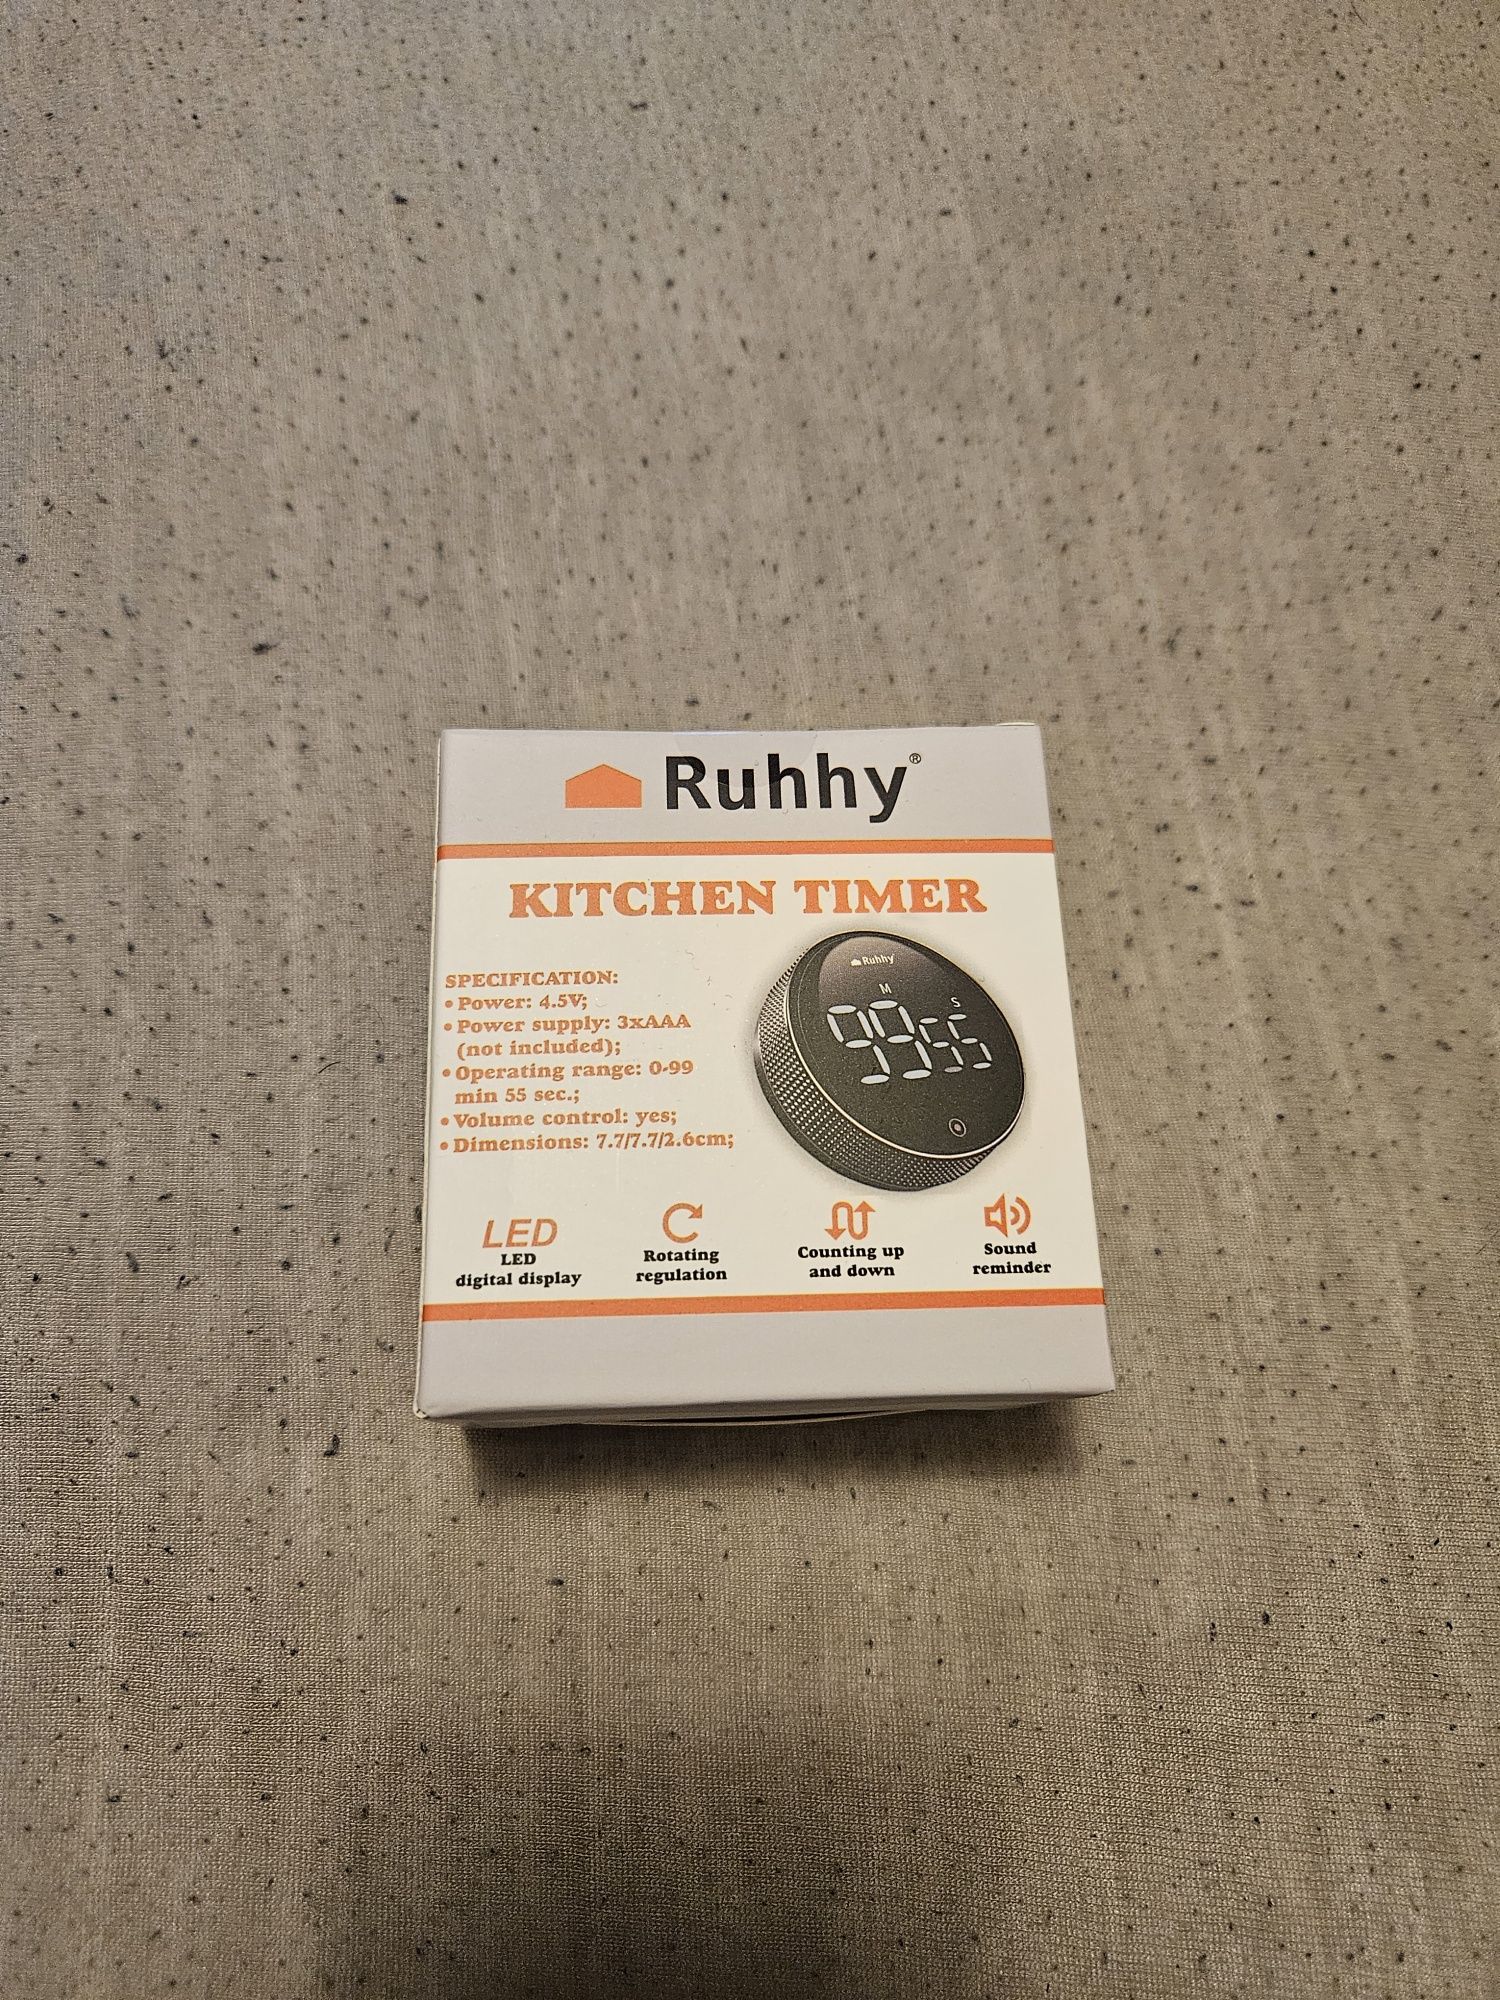 Ruhhy®
KITCHEN TIMER
SPECIFICATION:
• Power: 4.5V;
• Power supply: 3xAAA
(not included);
• Operating range: 0-99
min 55 sec.;
• Volume control: yes;
• Dimensions: 7.7/7.7/2.6cm;
Ruhhy
M S
99 55
LED
LED
digital display
Rotating
regulation
Counting up
and down
Sound
reminder